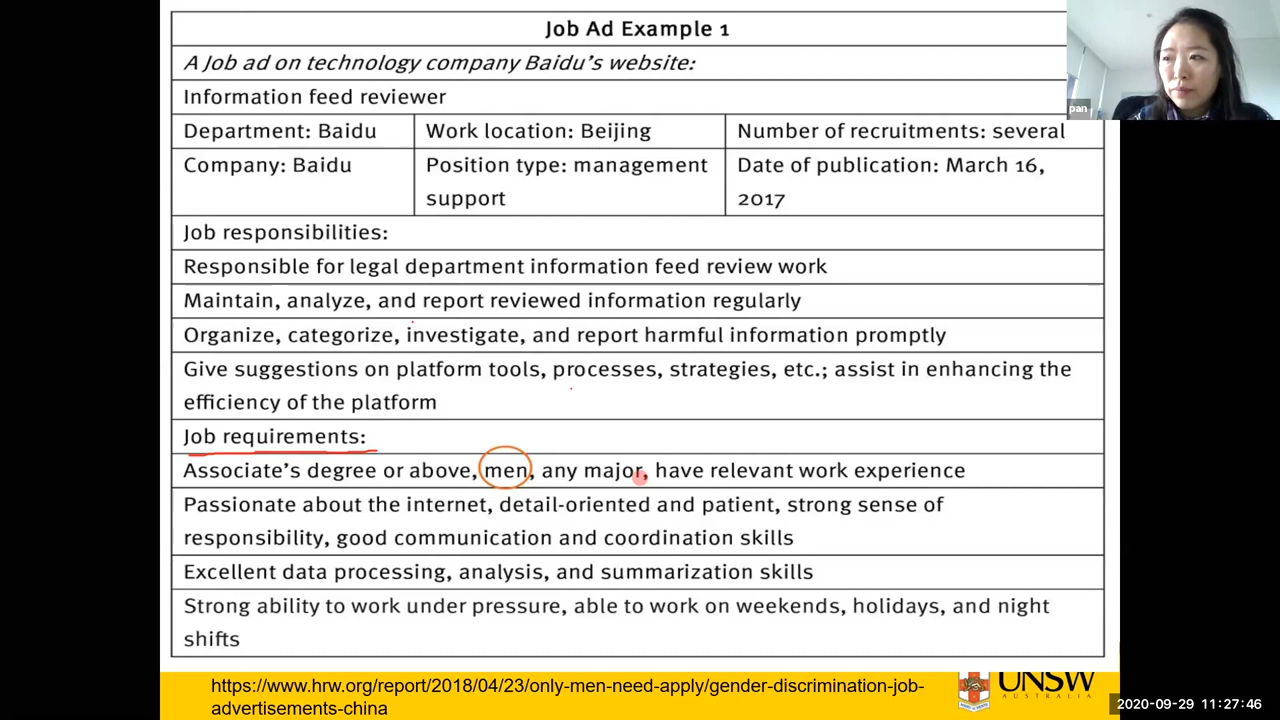 Job Ad Example 1
A Job ad on technology company Baidu's website:
Information feed reviewer
Department: Baidu
Work location: Beijing
Number of recruitments: several
Company: Baidu
Position type: management
support
Date of publication: March 16,
2017
Job responsibilities:
Responsible for legal department information feed review work
Maintain, analyze, and report reviewed information regularly
Organize, categorize, investigate, and report harmful information promptly
Give suggestions on platform tools, processes, strategies, etc.; assist in enhancing the
efficiency of the platform
Job requirements:
Associate's degree or above, men, any major, have relevant work experience
Passionate about the internet, detail-oriented and patient, strong sense of
responsibility, good communication and coordination skills
Excellent data processing, analysis, and summarization skills
Strong ability to work under pressure, able to work on weekends, holidays, and night
shifts
https://www.hrw.org/report/2018/04/23/only-men-need-apply/gender-discrimination-job-
advertisements-china
UNSW
AUSTRALIA
pan
2020-09-29 11:27:46